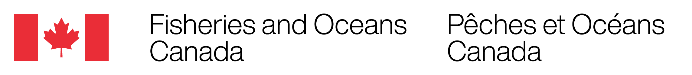 Fisheries and Oceans
Canada
Pêches et Océans
Canada